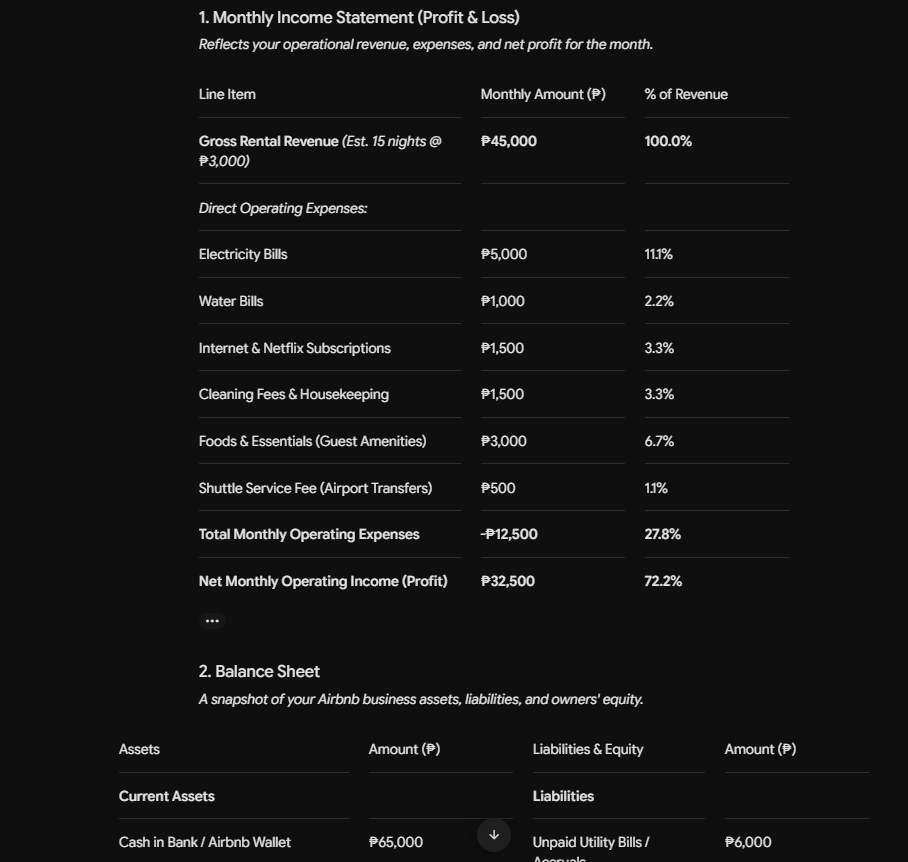 1. Monthly Income Statement (Profit & Loss)
Reflects your operational revenue, expenses, and net profit for the month.
Line Item Monthly Amount (₱) % of Revenue
Gross Rental Revenue (Est. 15 nights @ ₱45,000 100.0%
₱3,000)
Direct Operating Expenses:
Electricity Bills ₱5,000 11.1%
Water Bills ₱1,000 2.2%
Internet & Netflix Subscriptions ₱1,500 3.3%
Cleaning Fees & Housekeeping ₱1,500 3.3%
Foods & Essentials (Guest Amenities) ₱3,000 6.7%
Shuttle Service Fee (Airport Transfers) ₱500 1.1%
Total Monthly Operating Expenses -₱12,500 27.8%
Net Monthly Operating Income (Profit) ₱32,500 72.2%
2. Balance Sheet
A snapshot of your Airbnb business assets, liabilities, and owners' equity.
Assets Amount (₱) Liabilities & Equity Amount (₱)
Current Assets Liabilities
Cash in Bank / Airbnb Wallet ₱65,000 Unpaid Utility Bills / ₱6,000
Accruals